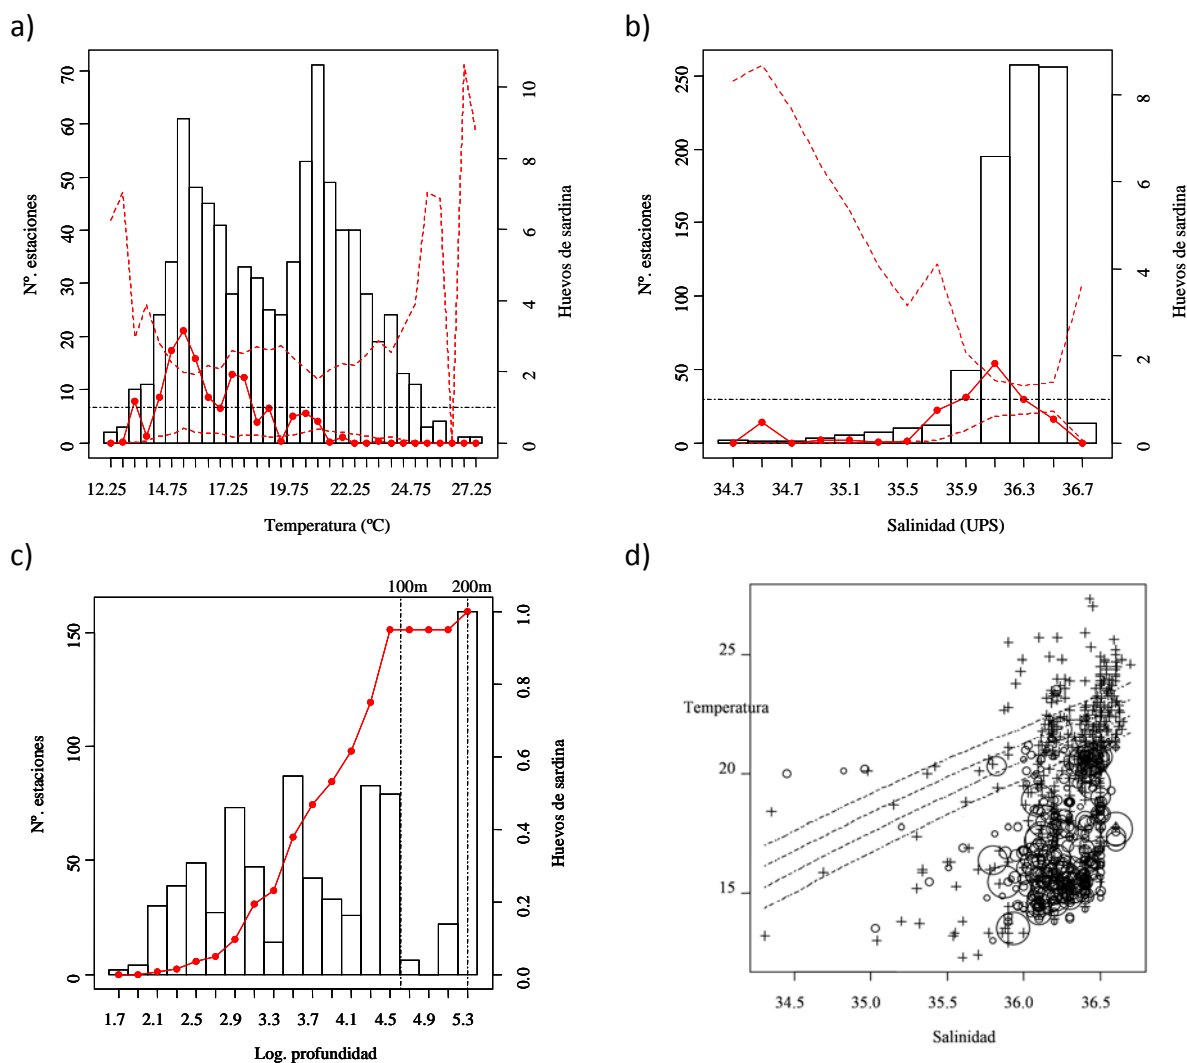 a)
70
60
50
40
30
20
10
0
Nº. estaciones
10
8
6
4
2
0
Huevos de sardina
12.25 14.75 17.25 19.75 22.25 24.75 27.25
Temperatura (ºC)
b)
250
200
150
100
50
0
Nº. estaciones
8
6
4
2
0
Huevos de sardina
34.3 34.7 35.1 35.5 35.9 36.3 36.7
Salinidad (UPS)
c)
100m 200m
150
100
50
0
Nº. estaciones
1.0
0.8
0.6
0.4
0.2
0.0
Huevos de sardina
1.7 2.1 2.5 2.9 3.3 3.7 4.1 4.5 4.9 5.3
Log. profundidad
d)
25
Temperatura
20
15
34.5 35.0 35.5 36.0 36.5
Salinidad